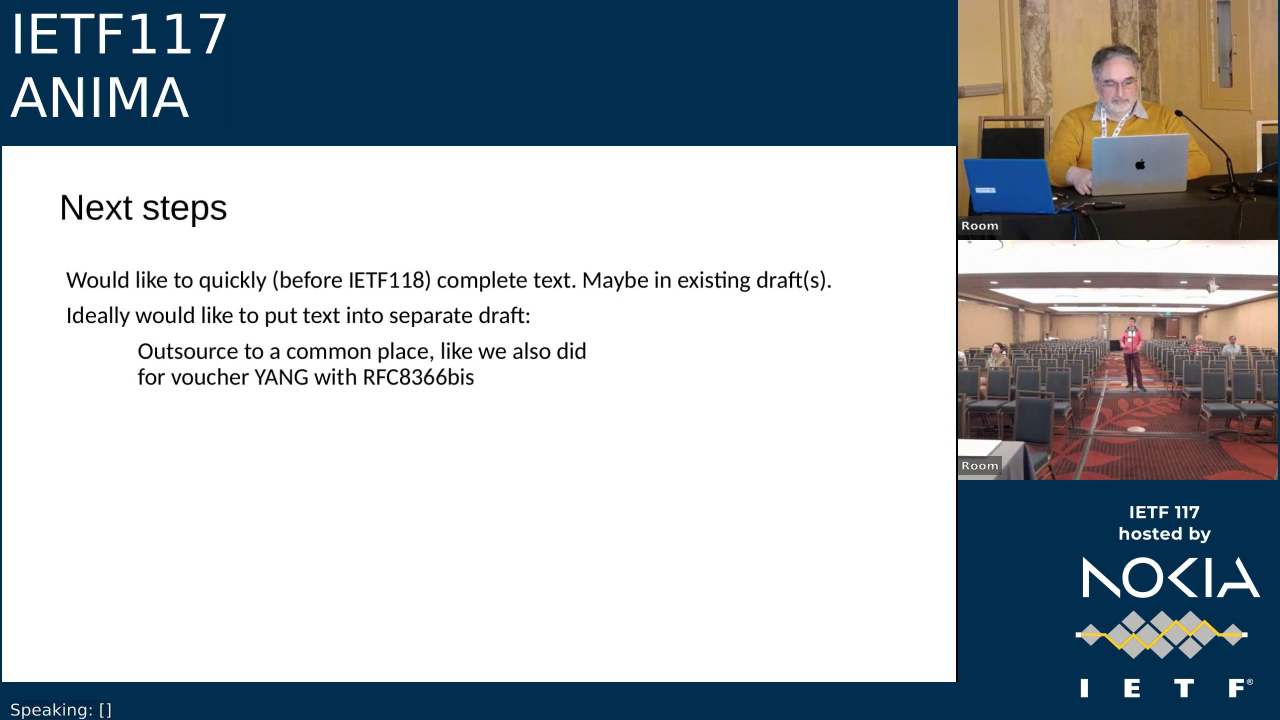 IETF117
ANIMA
Next steps
Would like to quickly (before IETF118) complete text. Maybe in existing draft(s).
Ideally would like to put text into separate draft:
Outsource to a common place, like we also did
for voucher YANG with RFC8366bis
Room
Room
IETF 117
hosted by
NOKIA
I E T F®
Speaking: []